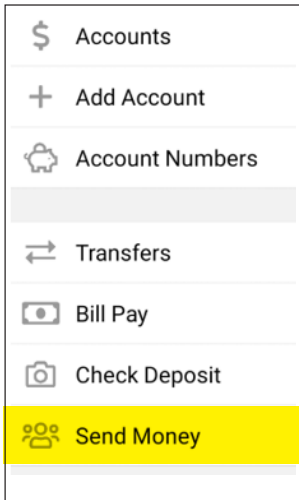 Accounts
Add Account
Account Numbers
Transfers
Bill Pay
Check Deposit
Send Money